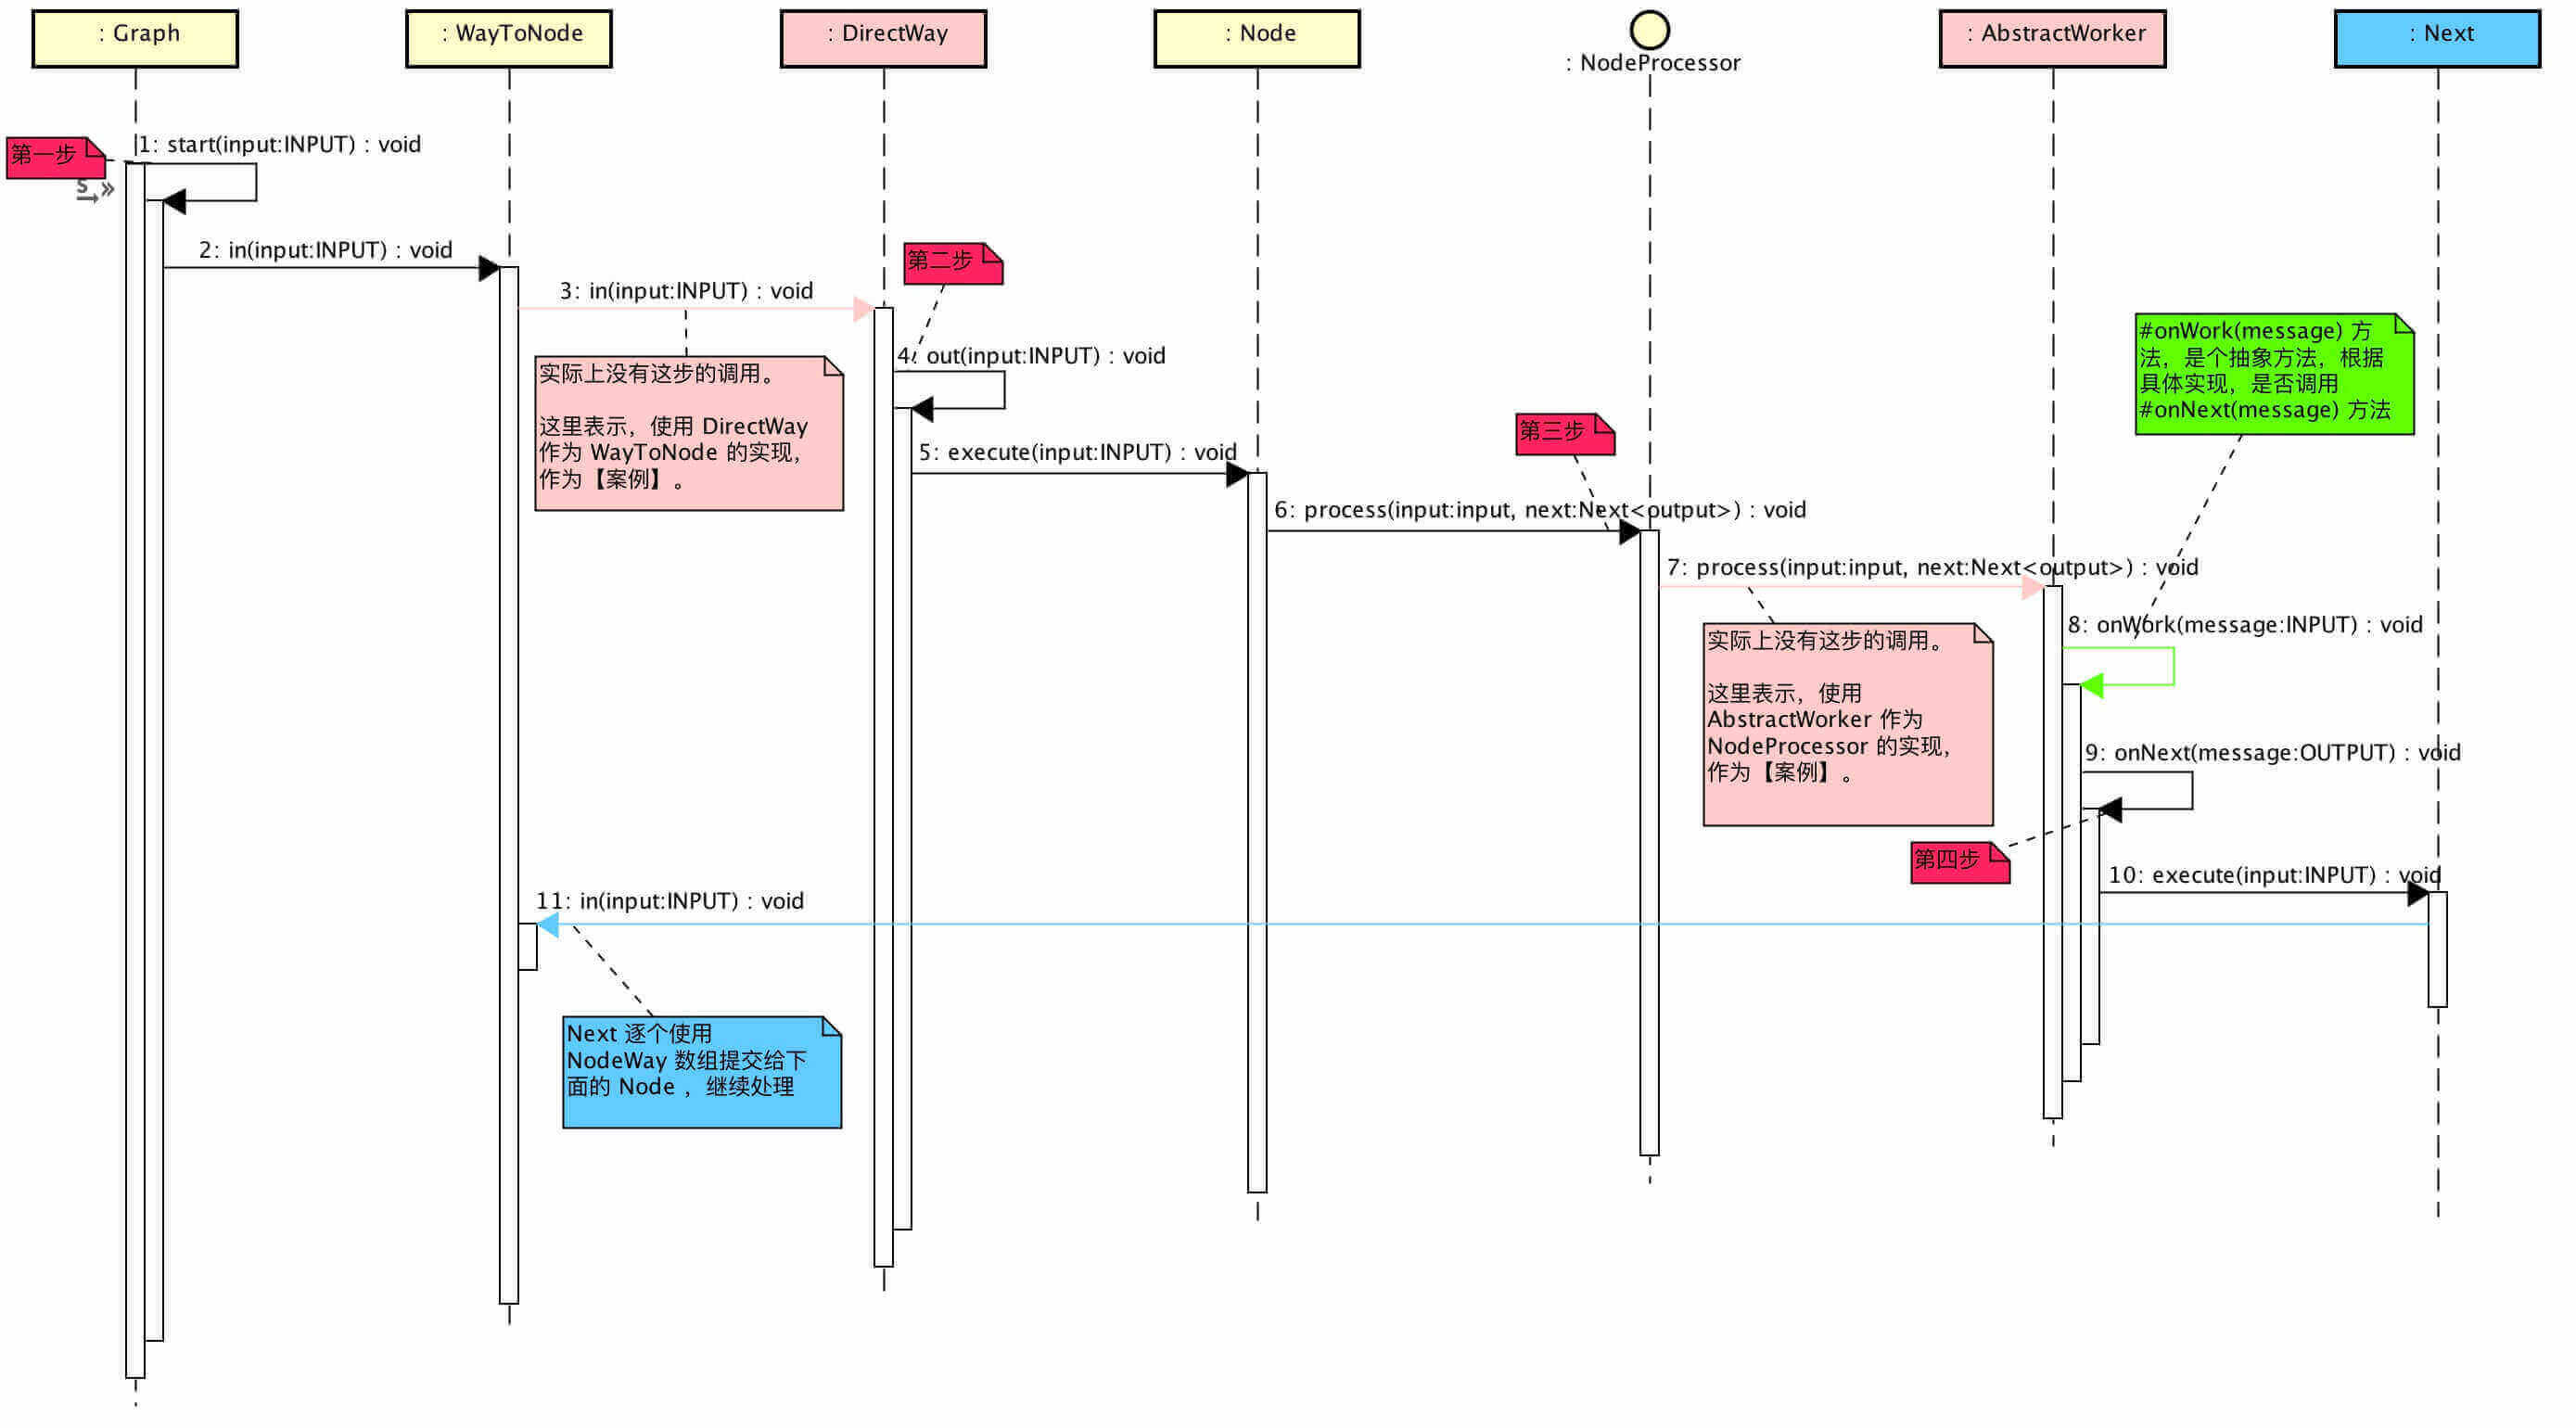 : Graph
: WayToNode
: DirectWay
: Node
: NodeProcessor
: AbstractWorker
: Next
第一步
1: start(input:INPUT) : void
S
2: in(input:INPUT) : void
第二步
3: in(input:INPUT) : void
4: out(input:INPUT) : void
实际上没有这步的调用。
这里表示，使用 DirectWay
作为 WayToNode 的实现，
作为【案例】。
#onWork(message) 方
法，是个抽象方法，根据
具体实现，是否调用
#onNext(message) 方法
第三步
5: execute(input:INPUT) : void
6: process(input:input, next:Next<output>) : void
7: process(input:input, next:Next<output>) : void
实际上没有这步的调用。
这里表示，使用
AbstractWorker 作为
NodeProcessor 的实现，
作为【案例】。
8: onWork(message:INPUT) : void
9: onNext(message:OUTPUT) : void
第四步
10: execute(input:INPUT) : void
11: in(input:INPUT) : void
Next 逐个使用
NodeWay 数组提交给下
面的 Node ，继续处理